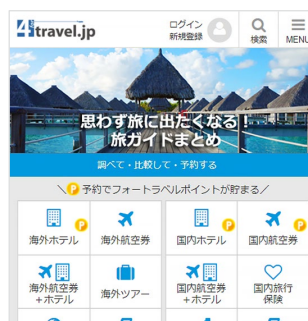 4travel.jp
ログイン
新規登録
検索
MENU
思わず旅に出たくなる
旅ガイドまとめ
調べて・比較して・予約する
＼P 予約でフォートラベルポイントが貯まる／
海外ホテル
P
海外航空券
国内ホテル
P
国内航空券
P
海外航空券
+ホテル
海外ツアー
国内航空券
+ホテル
国内旅行
保険